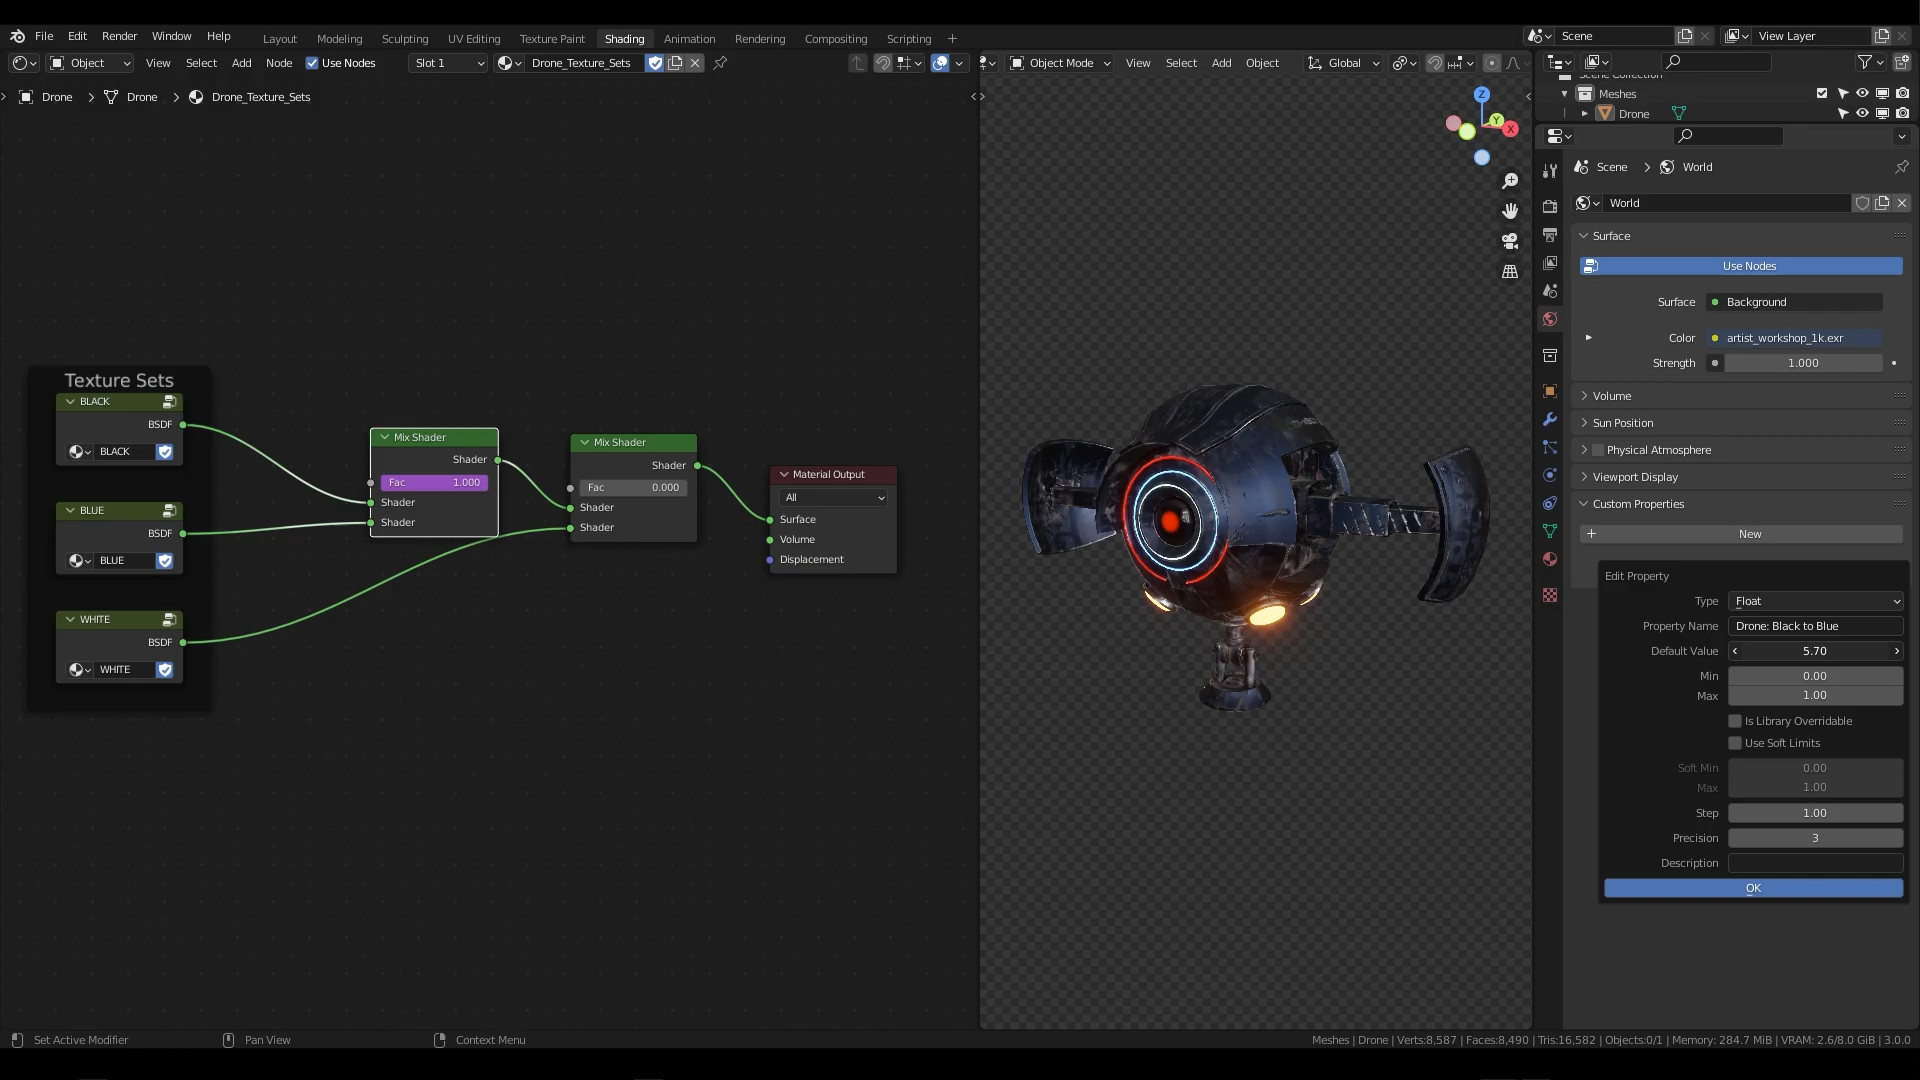 File Edit Render Window Help
Layout Modeling Sculpting UV Editing Texture Paint Shading Animation Rendering Compositing Scripting +
Scene
View Layer
Object View Select Add Node Use Nodes Slot 1 Drone_Texture_Sets
Object Mode View Select Add Object Global
Drone > Drone > Drone_Texture_Sets
Texture Sets
BLACK
BSDF
BLACK
BLUE
BSDF
BLUE
WHITE
BSDF
WHITE
Mix Shader
Shader
Fac 1.000
Shader
Shader
Mix Shader
Shader
Fac 0.000
Shader
Shader
Material Output
All
Surface
Volume
Displacement
Z
Y
X
Scene Collection
Meshes
Drone
Scene > World
World
Surface
Use Nodes
Surface Background
Color artist_workshop_1k.exr
Strength 1.000
Volume
Sun Position
Physical Atmosphere
Viewport Display
Custom Properties
+ New
Edit Property
Type Float
Property Name Drone: Black to Blue
Default Value 5.70
Min 0.00
Max 1.00
Is Library Overridable
Use Soft Limits
Soft Min 0.00
Max 1.00
Step 1.00
Precision 3
Description
OK
Set Active Modifier Pan View Context Menu
Meshes | Drone | Verts:8,587 | Faces:8,490 | Tris:16,582 | Objects:0/1 | Memory: 284.7 MiB | VRAM: 2.6/8.0 GiB | 3.0.0